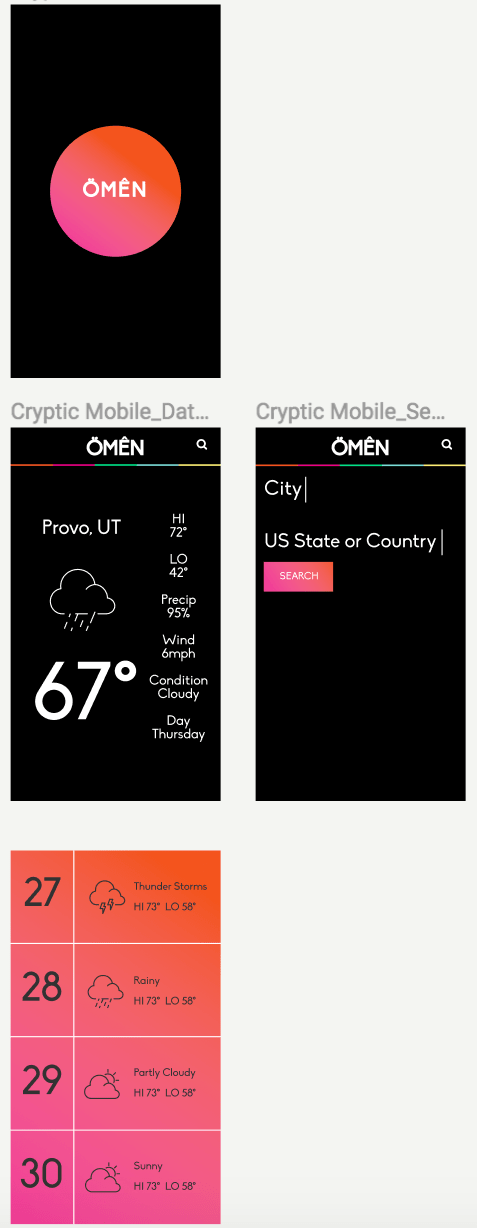 ÖMÊN
Cryptic Mobile_Dat...
ÖMÊN
Provo, UT
67°
HI
72°
LO
42°
Precip
95%
Wind
6mph
Condition
Cloudy
Day
Thursday
Cryptic Mobile_Se...
ÖMÊN
City
US State or Country
SEARCH
27
Thunder Storms
HI 73° LO 58°
28
Rainy
HI 73° LO 58°
29
Partly Cloudy
HI 73° LO 58°
30
Sunny
HI 73° LO 58°